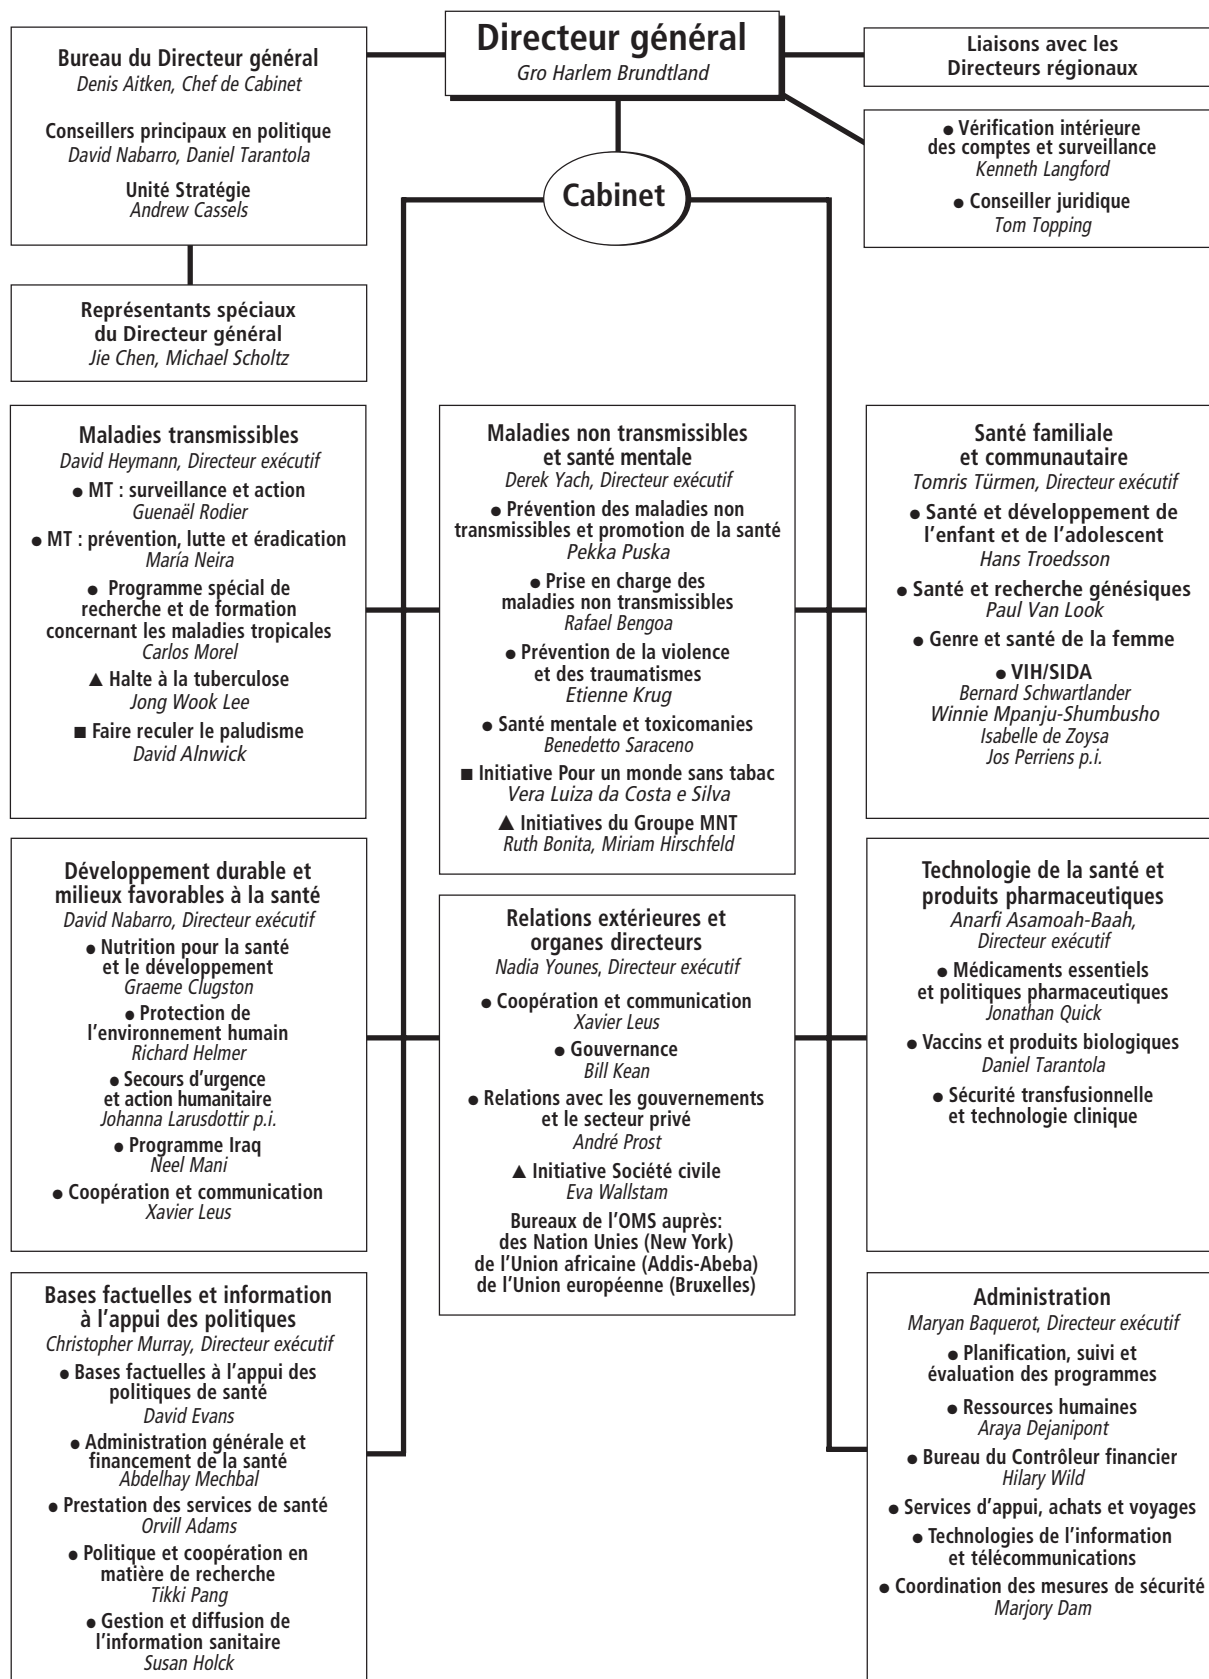 Directeur général
Gro Harlem Brundtland
Bureau du Directeur général
Denis Aitken, Chef de Cabinet
Conseillers principaux en politique
David Nabarro, Daniel Tarantola
Unité Stratégie
Andrew Cassels
Liaisons avec les
Directeurs régionaux
● Vérification intérieure
des comptes et surveillance
Kenneth Langford
● Conseiller juridique
Tom Topping
Cabinet
Représentants spéciaux
du Directeur général
Jie Chen, Michael Scholtz
Maladies transmissibles
David Heymann, Directeur exécutif
● MT : surveillance et action
Guenaël Rodier
● MT : prévention, lutte et éradication
María Neira
● Programme spécial de
recherche et de formation
concernant les maladies tropicales
Carlos Morel
▲ Halte à la tuberculose
Jong Wook Lee
■ Faire reculer le paludisme
David Alnwick
Maladies non transmissibles
et santé mentale
Derek Yach, Directeur exécutif
● Prévention des maladies non
transmissibles et promotion de la santé
Pekka Puska
● Prise en charge des
maladies non transmissibles
Rafael Bengoa
● Prévention de la violence
et des traumatismes
Etienne Krug
● Santé mentale et toxicomanies
Benedetto Saraceno
■ Initiative Pour un monde sans tabac
Vera Luiza da Costa e Silva
▲ Initiatives du Groupe MNT
Ruth Bonita, Miriam Hirschfeld
Santé familiale
et communautaire
Tomris Türmen, Directeur exécutif
● Santé et développement de
l'enfant et de l'adolescent
Hans Troedsson
● Santé et recherche génésiques
Paul Van Look
● Genre et santé de la femme
● VIH/SIDA
Bernard Schwartlander
Winnie Mpanju-Shumbusho
Isabelle de Zoysa
Jos Perriens p.i.
Développement durable et
milieux favorables à la santé
David Nabarro, Directeur exécutif
● Nutrition pour la santé
et le développement
Graeme Clugston
● Protection de
l'environnement humain
Richard Helmer
● Secours d'urgence
et action humanitaire
Johanna Larusdottir p.i.
● Programme Iraq
Neel Mani
● Coopération et communication
Xavier Leus
Relations extérieures et
organes directeurs
Nadia Younes, Directeur exécutif
● Coopération et communication
Xavier Leus
● Gouvernance
Bill Kean
● Relations avec les gouvernements
et le secteur privé
André Prost
▲ Initiative Société civile
Eva Wallstam
Bureaux de l'OMS auprès:
des Nation Unies (New York)
de l'Union africaine (Addis-Abeba)
de l'Union européenne (Bruxelles)
Technologie de la santé et
produits pharmaceutiques
Anarfi Asamoah-Baah,
Directeur exécutif
● Médicaments essentiels
et politiques pharmaceutiques
Jonathan Quick
● Vaccins et produits biologiques
Daniel Tarantola
● Sécurité transfusionnelle
et technologie clinique
Bases factuelles et information
à l'appui des politiques
Christopher Murray, Directeur exécutif
● Bases factuelles à l'appui des
politiques de santé
David Evans
● Administration générale et
financement de la santé
Abdelhay Mechbal
● Prestation des services de santé
Orvill Adams
● Politique et coopération en
matière de recherche
Tikki Pang
● Gestion et diffusion de
l'information sanitaire
Susan Holck
Administration
Maryan Baquerot, Directeur exécutif
● Planification, suivi et
évaluation des programmes
● Ressources humaines
Araya Dejanipont
● Bureau du Contrôleur financier
Hilary Wild
● Services d'appui, achats et voyages
● Technologies de l'information
et télécommunications
● Coordination des mesures de sécurité
Marjory Dam